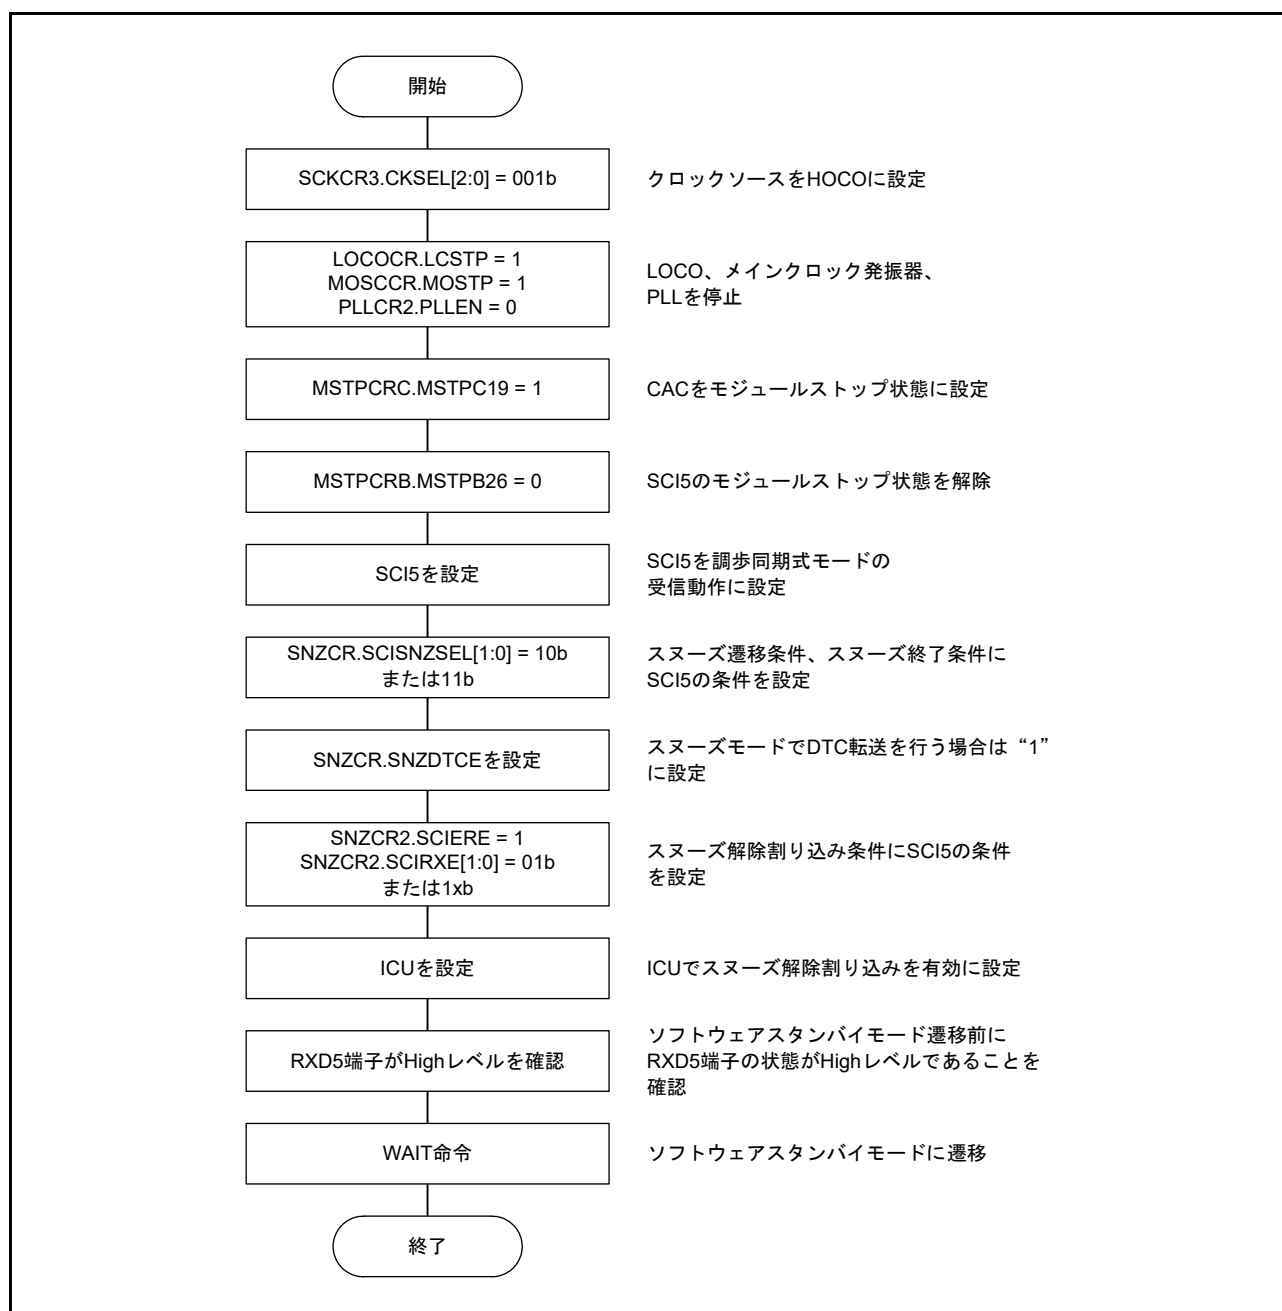 開始
SCKCR3.CKSEL[2:0] = 001b
クロックソースをHOCOに設定
LOCOCR.LCSTP = 1
MOSCCR.MOSTP = 1
PLLCR2.PLLEN = 0
LOCO、メインクロック発振器、
PLLを停止
MSTPCRC.MSTPC19 = 1
CACをモジュールストップ状態に設定
MSTPCRB.MSTPB26 = 0
SCI5のモジュールストップ状態を解除
SCI5を設定
SCI5を調歩同期式モードの
受信動作に設定
SNZCR.SCISNZSEL[1:0] = 10b
または11b
スヌーズ遷移条件、スヌーズ終了条件に
SCI5の条件を設定
SNZCR.SNZDTCEを設定
スヌーズモードでDTC転送を行う場合は“1”
に設定
SNZCR2.SCIERE = 1
SNZCR2.SCIRXE[1:0] = 01b
または1xb
スヌーズ解除割り込み条件にSCI5の条件
を設定
ICUを設定
ICUでスヌーズ解除割り込みを有効に設定
RXD5端子がHighレベルを確認
ソフトウェアスタンバイモード遷移前に
RXD5端子の状態がHighレベルであることを
確認
WAIT命令
ソフトウェアスタンバイモードに遷移
終了